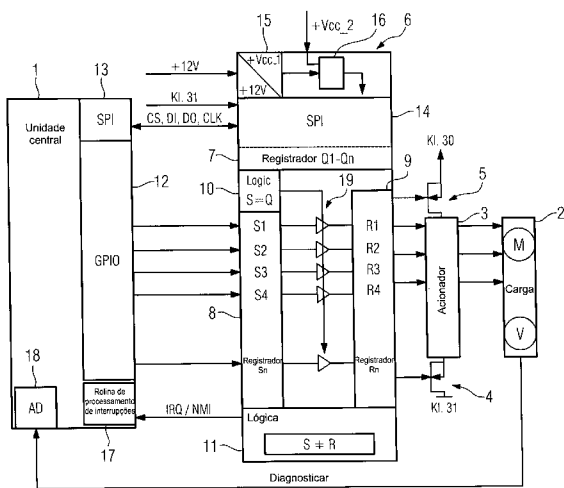 +Vcc_2
15
16
6
1
13
+12V
+Vcc_1
+12V
Kl. 31
Unidade
central
SPI
CS, DI, DO, CLK
SPI
14
Kl. 30
7
Registrador Q1-Qn
9
12
10
Logic
S=Q
19
5
3
2
GPIO
S1
R1
S2
R2
S3
R3
S4
R4
M
Acionador
Carga
V
8
18
Registrador
Sn
Registrador
Rn
AD
Rotina de
processamento
de interrupções
IRQ / NMI
Lógica
4
Kl. 31
17
11
S ≠ R
Diagnosticar